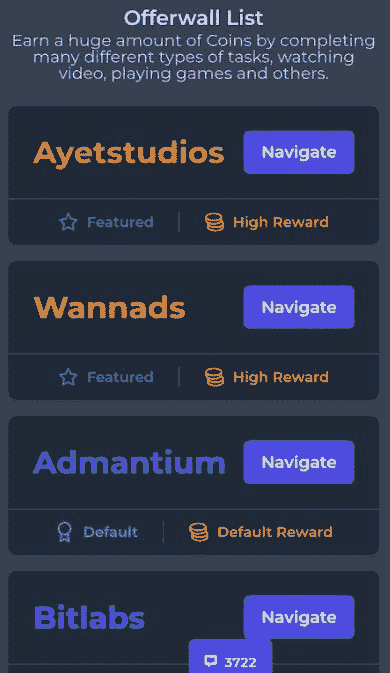 Offerwall List
Earn a huge amount of Coins by completing
many different types of tasks, watching
video, playing games and others.
Ayetstudios
Navigate
Featured
High Reward
Wannads
Navigate
Featured
High Reward
Admantium
Navigate
Default
Default Reward
Bitlabs
Navigate
3722